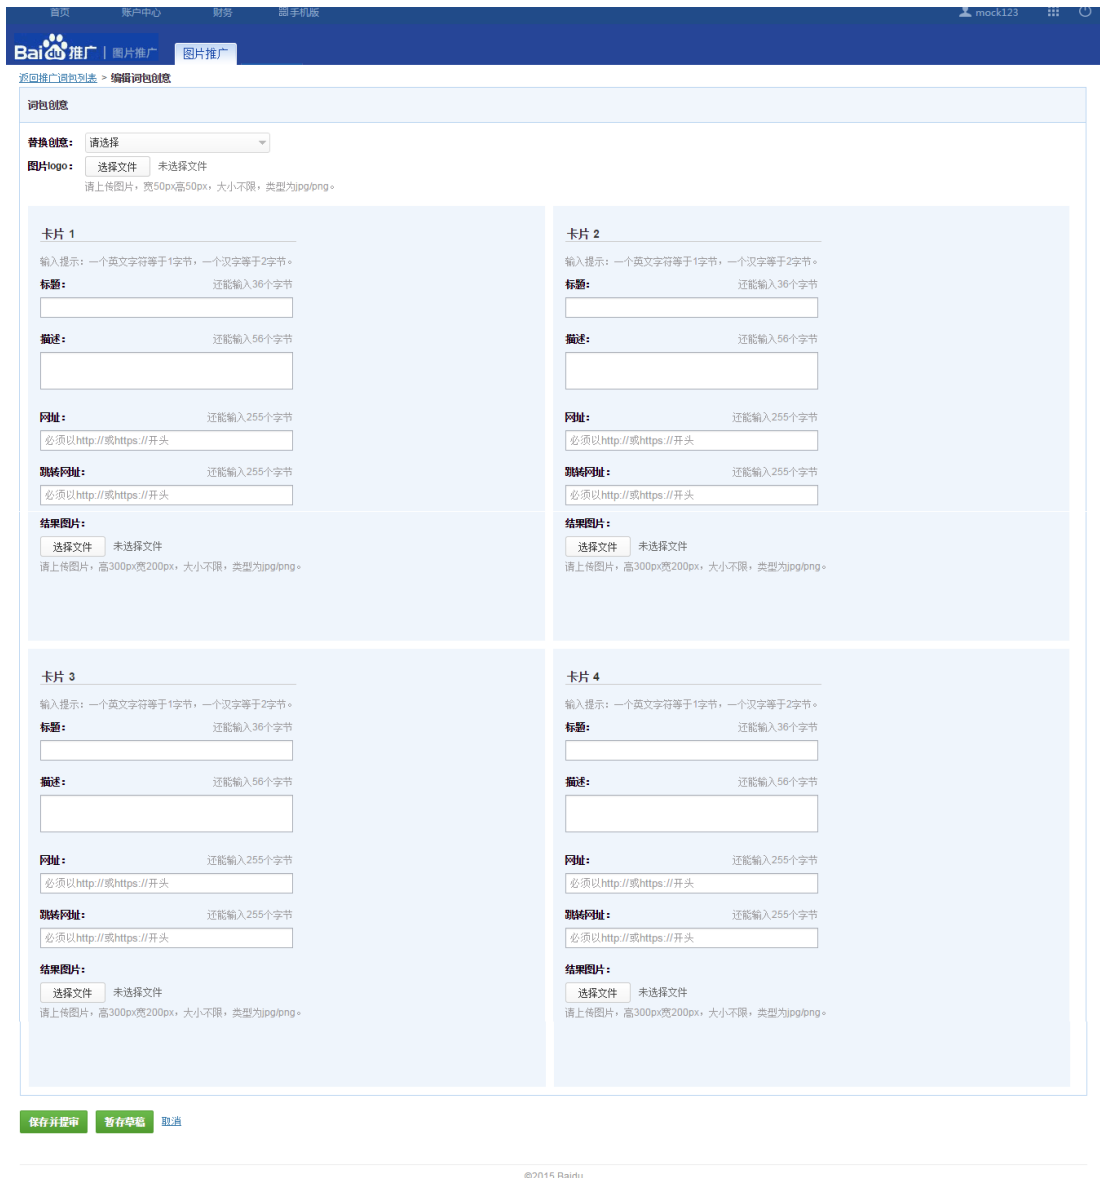 首页 账户中心 财务 手机版 mock123
Bai du 推广 | 图片推广 图片推广
返回推广词包列表 > 编辑词包创意
词包创意
替换创意： 请选择
图片logo： 选择文件 未选择文件
请上传图片，宽50px高50px，大小不限，类型为jpg/png。
卡片 1
输入提示：一个英文字符等于1字节，一个汉字等于2字节。
标题： 还能输入36个字节
描述： 还能输入56个字节
网址： 还能输入255个字节
必须以http://或https://开头
跳转网址： 还能输入255个字节
必须以http://或https://开头
结果图片：
选择文件 未选择文件
请上传图片，高300px宽200px，大小不限，类型为jpg/png。
卡片 2
输入提示：一个英文字符等于1字节，一个汉字等于2字节。
标题： 还能输入36个字节
描述： 还能输入56个字节
网址： 还能输入255个字节
必须以http://或https://开头
跳转网址： 还能输入255个字节
必须以http://或https://开头
结果图片：
选择文件 未选择文件
请上传图片，高300px宽200px，大小不限，类型为jpg/png。
卡片 3
输入提示：一个英文字符等于1字节，一个汉字等于2字节。
标题： 还能输入36个字节
描述： 还能输入56个字节
网址： 还能输入255个字节
必须以http://或https://开头
跳转网址： 还能输入255个字节
必须以http://或https://开头
结果图片：
选择文件 未选择文件
请上传图片，高300px宽200px，大小不限，类型为jpg/png。
卡片 4
输入提示：一个英文字符等于1字节，一个汉字等于2字节。
标题： 还能输入36个字节
描述： 还能输入56个字节
网址： 还能输入255个字节
必须以http://或https://开头
跳转网址： 还能输入255个字节
必须以http://或https://开头
结果图片：
选择文件 未选择文件
请上传图片，高300px宽200px，大小不限，类型为jpg/png。
保存并提审 暂存草稿 取消
©2015 Baidu